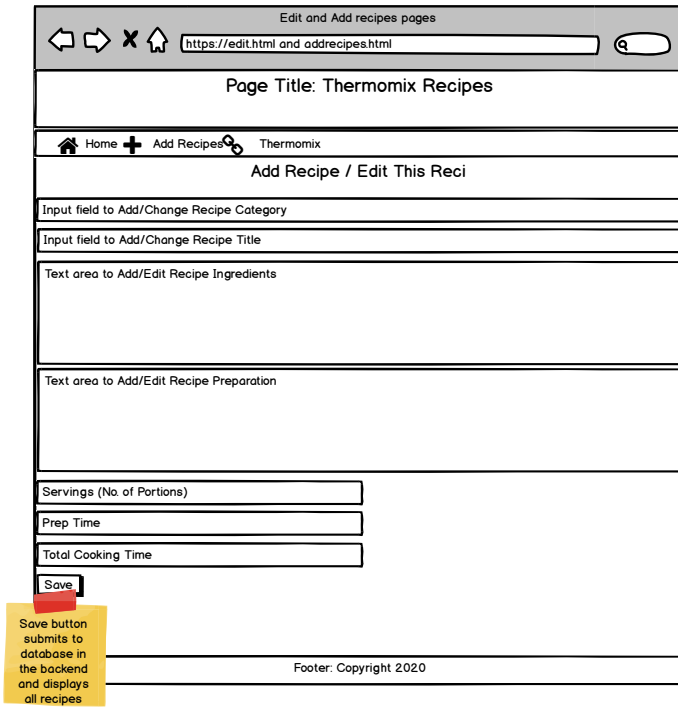 Edit and Add recipes pages
https://edit.html and addrecipes.html
Page Title: Thermomix Recipes
Home Add Recipes Thermomix
Add Recipe / Edit This Reci
Input field to Add/Change Recipe Category
Input field to Add/Change Recipe Title
Text area to Add/Edit Recipe Ingredients
Text area to Add/Edit Recipe Preparation
Servings (No. of Portions)
Prep Time
Total Cooking Time
Save
Save button
submits to
database in
the backend
and displays
all recipes
Footer: Copyright 2020